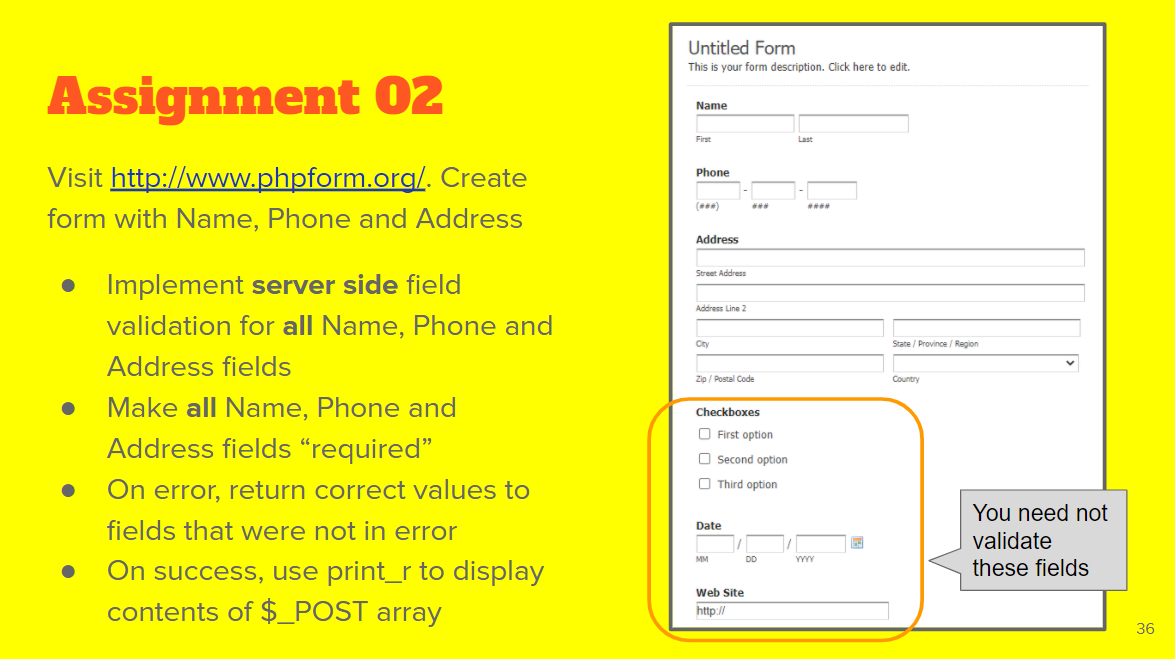 Assignment 02
Visit http://www.phpform.org/. Create
form with Name, Phone and Address
● Implement server side field
validation for all Name, Phone and
Address fields
● Make all Name, Phone and
Address fields “required”
● On error, return correct values to
fields that were not in error
● On success, use print_r to display
contents of $_POST array
Untitled Form
This is your form description. Click here to edit.
Name
First Last
Phone
- -
(###) ### ####
Address
Street Address
Address Line 2
City State / Province / Region
Zip / Postal Code Country
Checkboxes
First option
Second option
Third option
Date
/ /
MM DD YYYY
Web Site
http://
You need not
validate
these fields
36